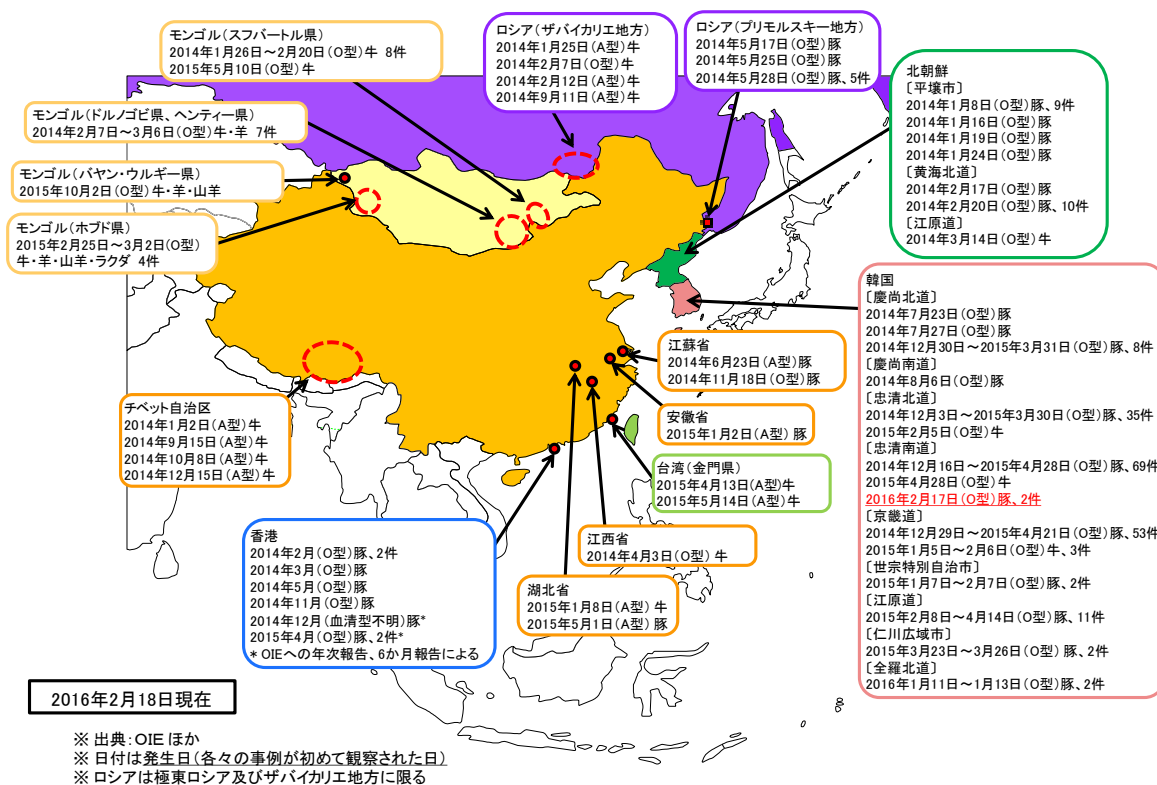 モンゴル(スフバートル県)
2014年1月26日～2月20日(O型)牛 8件
2015年5月10日(O型)牛
モンゴル(ドルノゴビ県、ヘンティー県)
2014年2月7日～3月6日(O型)牛・羊 7件
モンゴル(バヤン・ウルギー県)
2015年10月2日(O型)牛・羊・山羊
モンゴル(ホブド県)
2015年2月25日～3月2日(O型)
牛・羊・山羊・ラクダ 4件
ロシア(ザバイカリエ地方)
2014年1月25日(A型)牛
2014年2月7日(O型)牛
2014年2月12日(A型)牛
2014年9月11日(A型)牛
ロシア(プリモルスキー地方)
2014年5月17日(O型)豚
2014年5月25日(O型)豚
2014年5月28日(O型)豚、5件
北朝鮮
〔平壌市〕
2014年1月8日(O型)豚、9件
2014年1月16日(O型)豚
2014年1月19日(O型)豚
2014年1月24日(O型)豚
〔黄海北道〕
2014年2月17日(O型)豚
2014年2月20日(O型)豚、10件
〔江原道〕
2014年3月14日(O型)牛
韓国
〔慶尚北道〕
2014年7月23日(O型)豚
2014年7月27日(O型)豚
2014年12月30日～2015年3月31日(O型)豚、8件
〔慶尚南道〕
2014年8月6日(O型)豚
〔忠清北道〕
2014年12月3日～2015年3月30日(O型)豚、35件
2015年2月5日(O型)牛
〔忠清南道〕
2014年12月16日～2015年4月28日(O型)豚、69件
2015年4月28日(O型)牛
2016年2月17日(O型)豚、2件
〔京畿道〕
2014年12月29日～2015年4月21日(O型)豚、53件
2015年1月5日～2月6日(O型)牛、3件
〔世宗特別自治市〕
2015年1月7日～2月7日(O型)豚、2件
〔江原道〕
2015年2月8日～4月14日(O型)豚、11件
〔仁川広域市〕
2015年3月23日～3月26日(O型)豚、2件
〔全羅北道〕
2016年1月11日～1月13日(O型)豚、2件
江蘇省
2014年6月23日(A型)豚
2014年11月18日(O型)豚
安徽省
2015年1月2日(A型)豚
台湾(金門県)
2015年4月13日(A型)牛
2015年5月14日(A型)牛
江西省
2014年4月3日(O型)牛
湖北省
2015年1月8日(A型)牛
2015年5月1日(A型)豚
チベット自治区
2014年1月2日(A型)牛
2014年9月15日(A型)牛
2014年10月8日(A型)牛
2014年12月15日(A型)牛
香港
2014年2月(O型)豚、2件
2014年3月(O型)豚
2014年5月(O型)豚
2014年11月(O型)豚
2014年12月(血清型不明)豚*
2015年4月(O型)豚、2件*
* OIEへの年次報告、6か月報告による
2016年2月18日現在
※ 出典：OIE ほか
※ 日付は発生日(各々の事例が初めて観察された日)
※ ロシアは極東ロシア及びザバイカリエ地方に限る